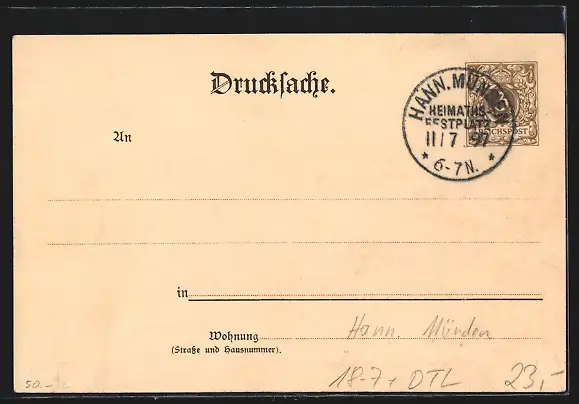 Drucksache.
HANN. MÜNDEN
HEIMATHS-
FESTPLATZ
11/7 97
* 6-7N. *
REICHSPOST
An
in
Wohnung
(Straße und Hausnummer).
Hann. Münden
50.-
18-7+ DTL
23,-